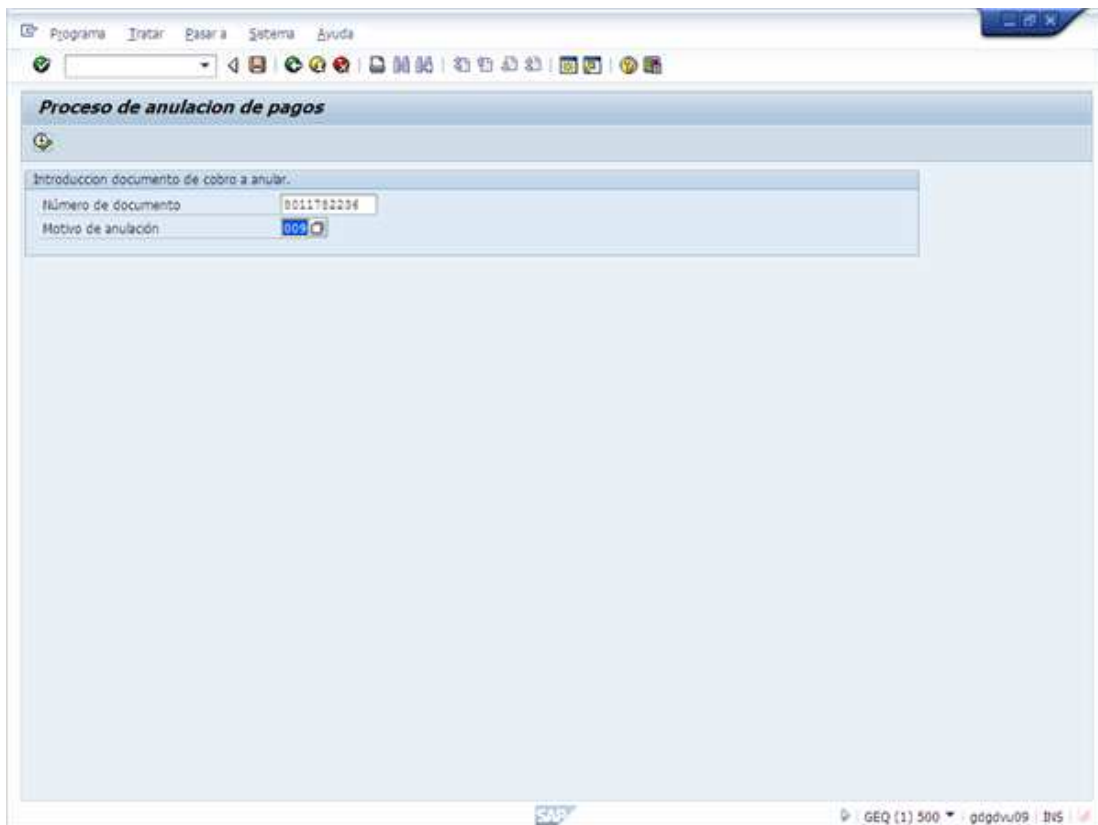 Programa Tratar Pasar a Sistema Ayuda
Proceso de anulacion de pagos
Introduccion documento de cobro a anular.
Número de documento
Motivo de anulación 009
SAP
GEQ (1) 500 gdgdvu09 INS